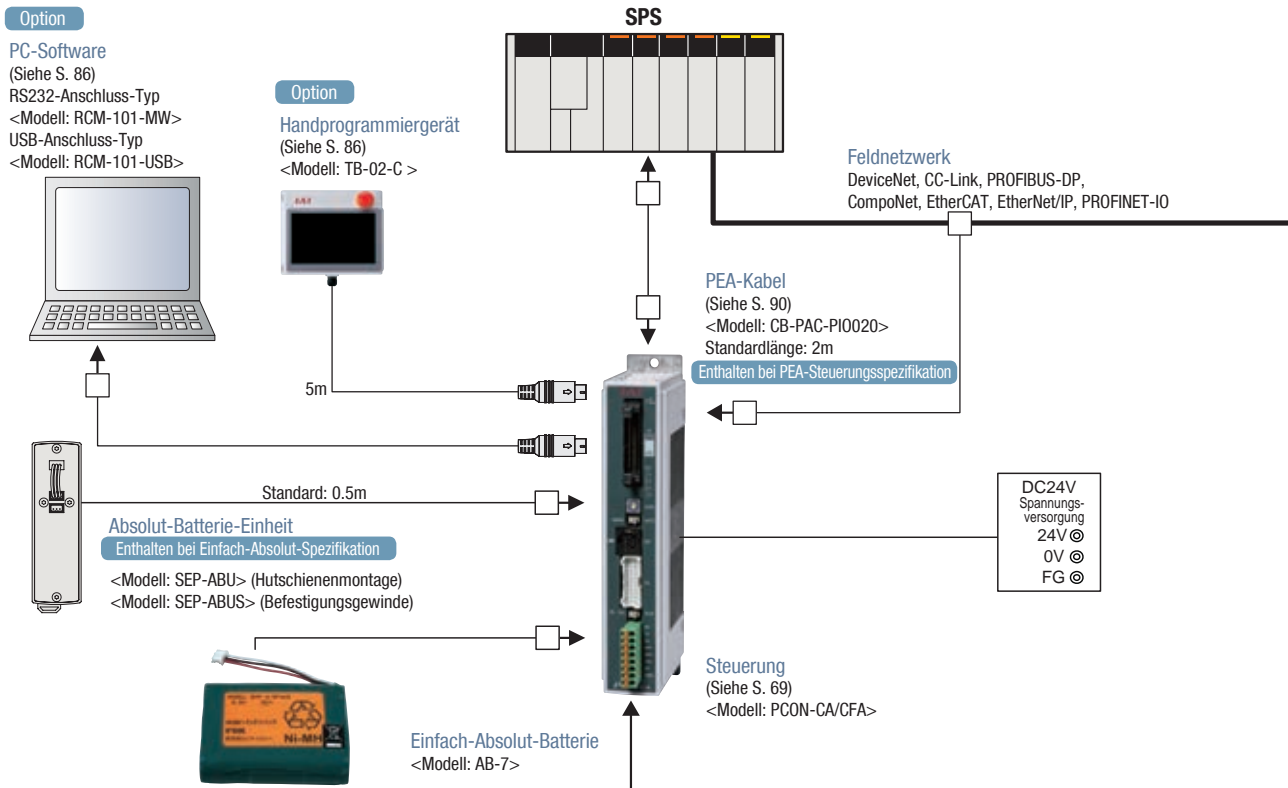 Option
PC-Software
(Siehe S. 86)
RS232-Anschluss-Typ
<Modell: RCM-101-MW>
USB-Anschluss-Typ
<Modell: RCM-101-USB>
Option
Handprogrammiergerät
(Siehe S. 86)
<Modell: TB-02-C >
SPS
Feldnetzwerk
DeviceNet, CC-Link, PROFIBUS-DP,
CompoNet, EtherCAT, EtherNet/IP, PROFINET-IO
PEA-Kabel
(Siehe S. 90)
<Modell: CB-PAC-PIO020>
Standardlänge: 2m
Enthalten bei PEA-Steuerungsspezifikation
5m
Standard: 0.5m
Absolut-Batterie-Einheit
Enthalten bei Einfach-Absolut-Spezifikation
<Modell: SEP-ABU> (Hutschienenmontage)
<Modell: SEP-ABUS> (Befestigungsgewinde)
DC24V
Spannungs-
versorgung
24V
0V
FG
Steuerung
(Siehe S. 69)
<Modell: PCON-CA/CFA>
Einfach-Absolut-Batterie
<Modell: AB-7>
Ni-MH